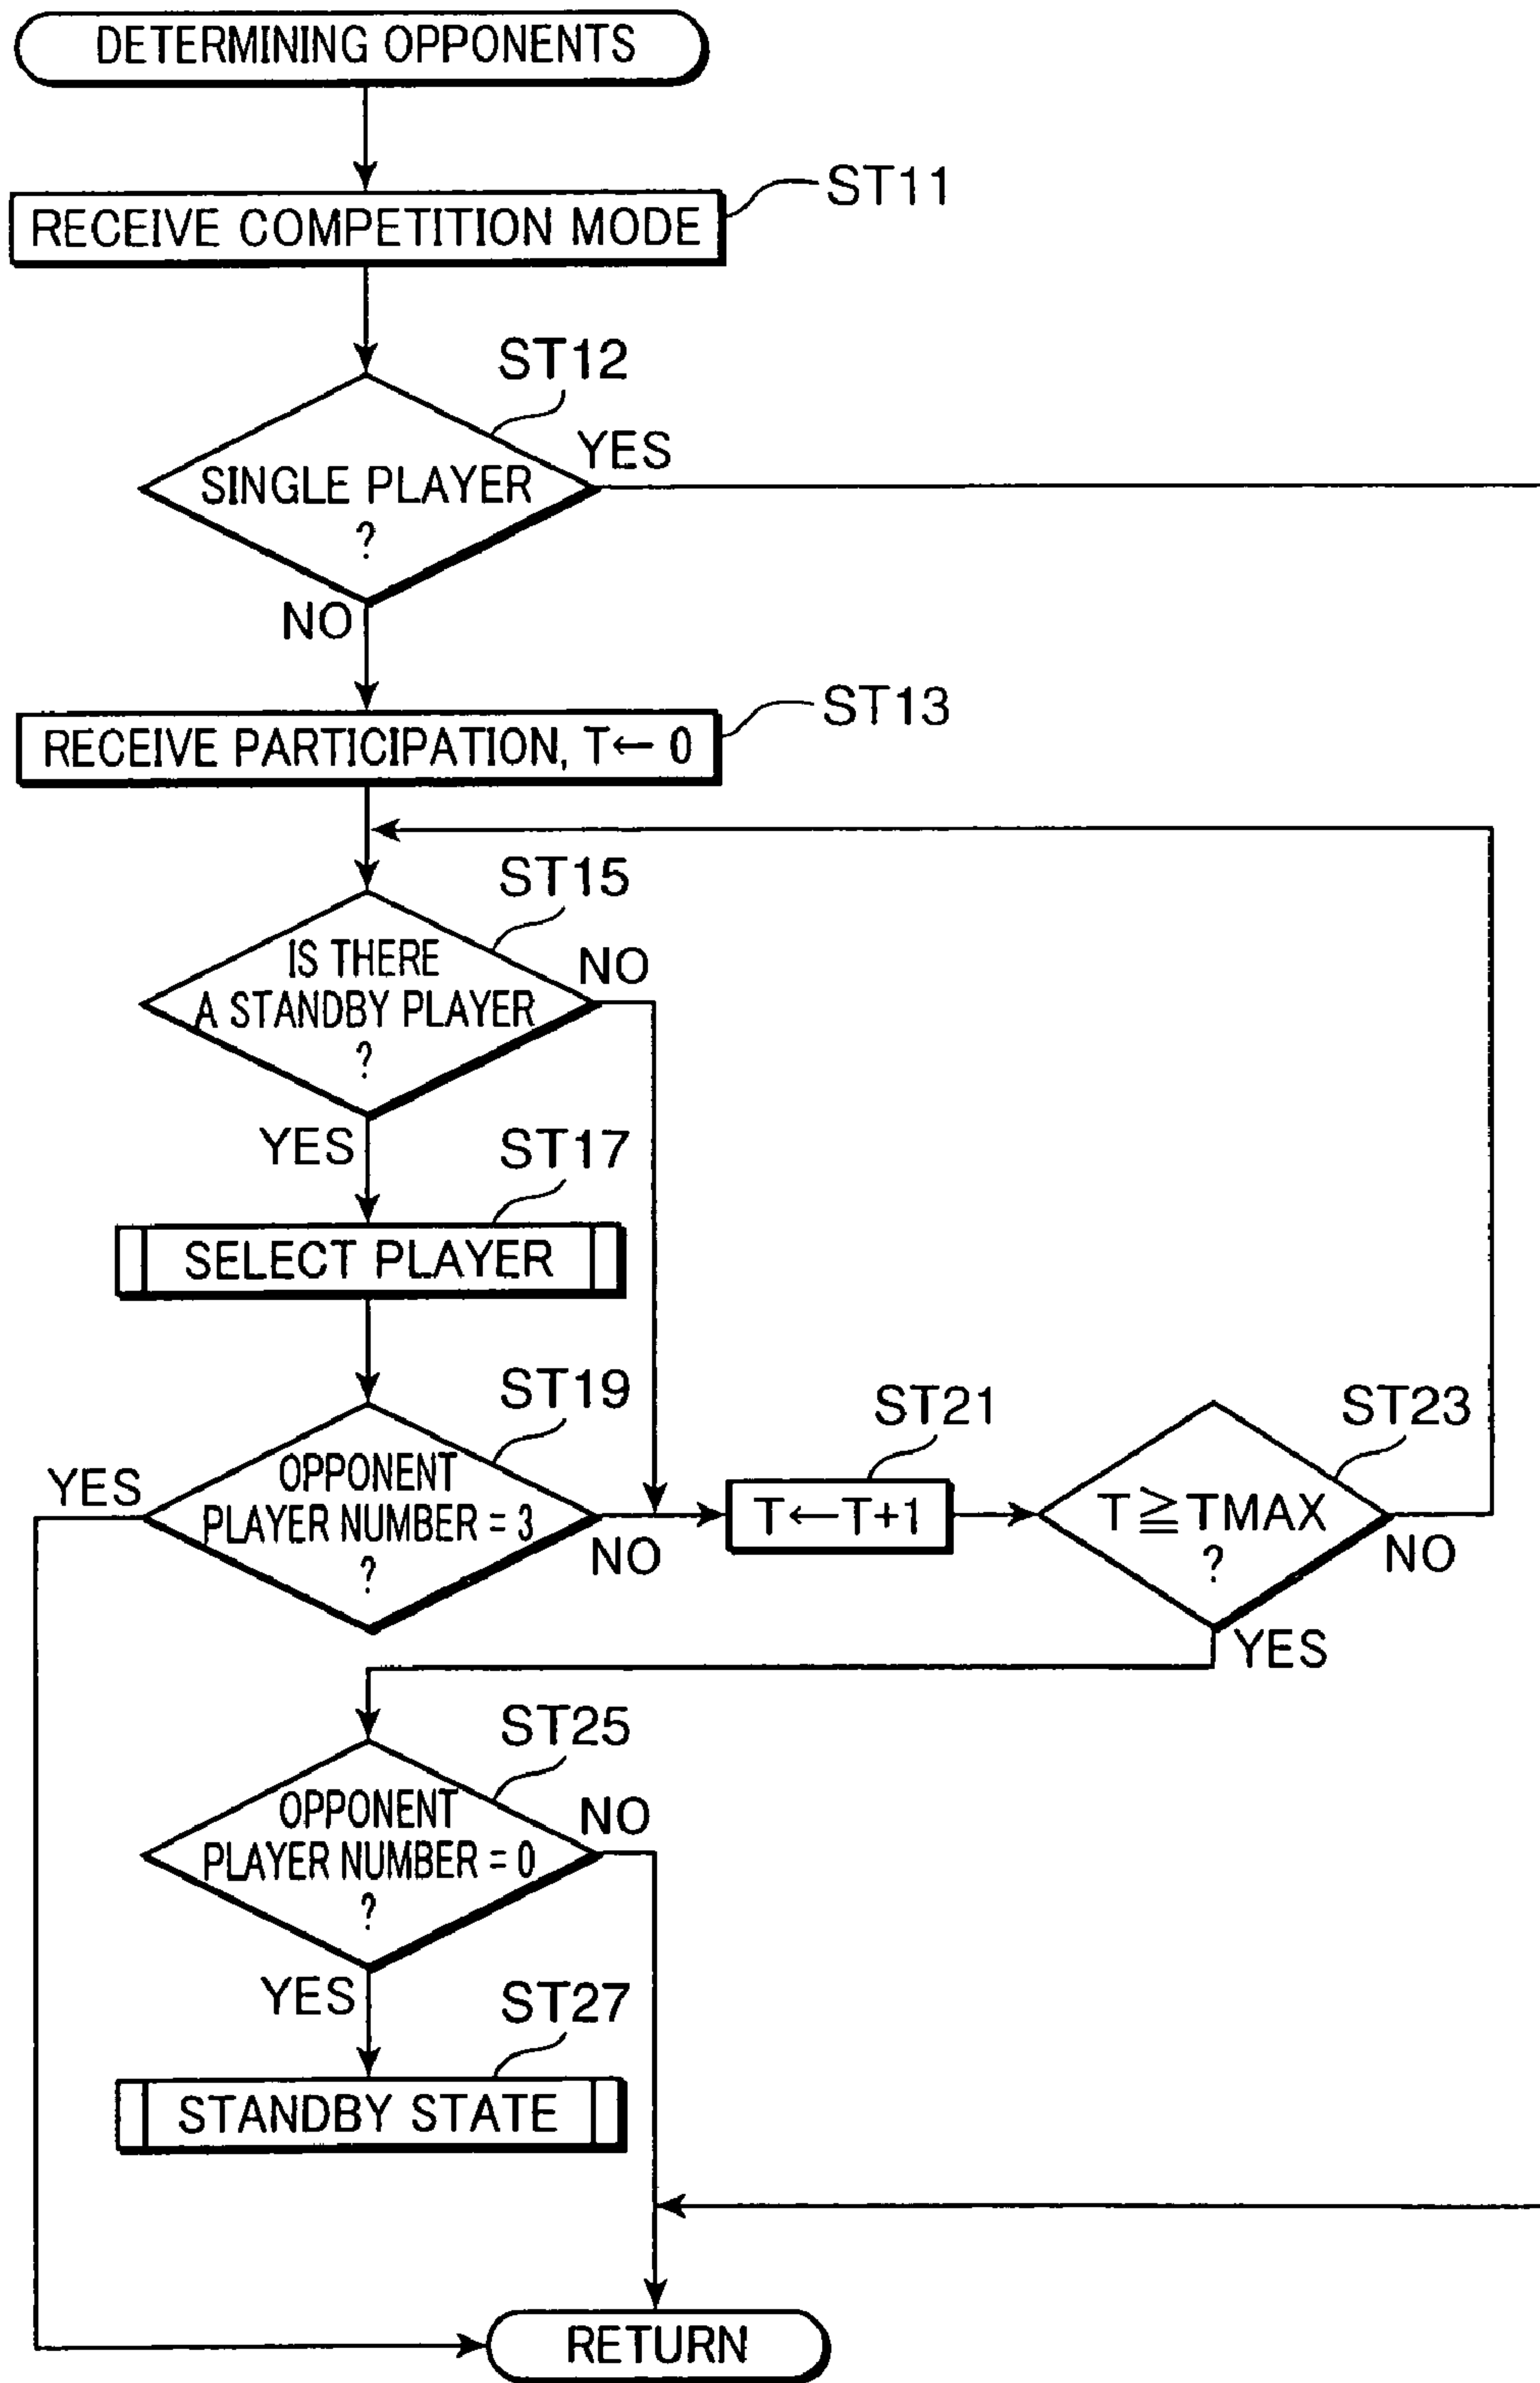 DETERMINING OPPONENTS
RECEIVE COMPETITION MODE
ST11
ST12
SINGLE PLAYER
?
YES
NO
RECEIVE PARTICIPATION, T← 0
ST13
ST15
IS THERE
A STANDBY PLAYER
?
NO
YES
ST17
SELECT PLAYER
ST19
OPPONENT
PLAYER NUMBER = 3
?
YES
NO
ST21
T←T+1
ST23
T≧TMAX
?
NO
YES
ST25
OPPONENT
PLAYER NUMBER = 0
?
NO
YES
ST27
STANDBY STATE
RETURN